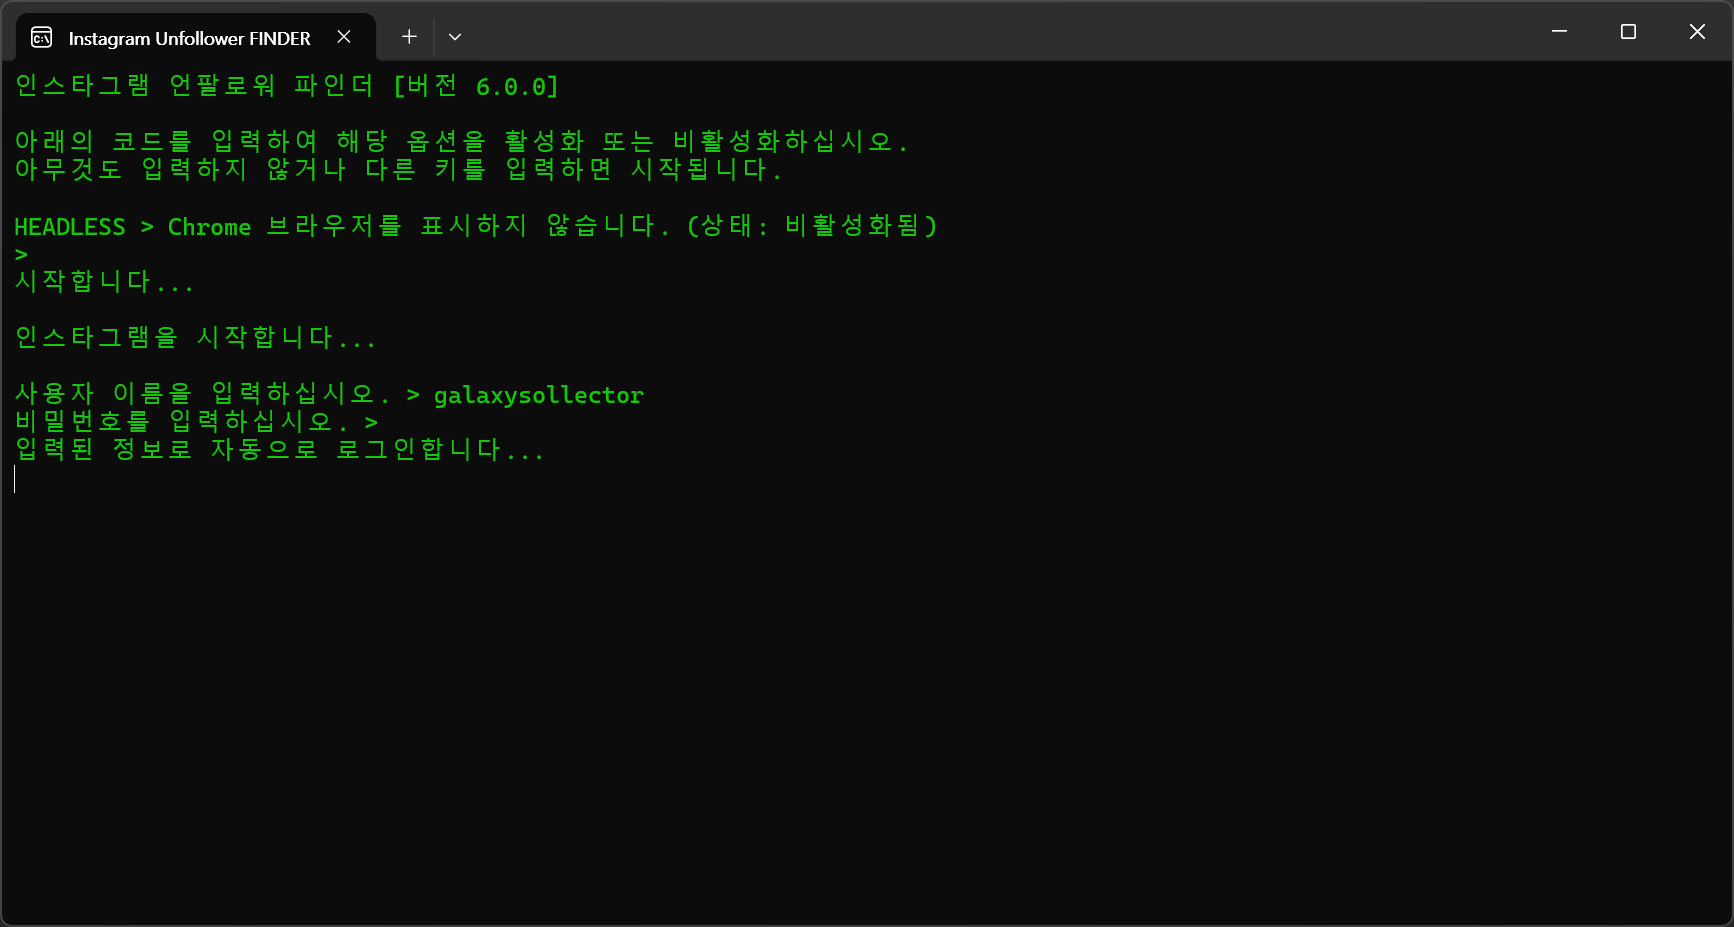 Instagram Unfollower FINDER
인스타그램 언팔로워 파인더 [버전 6.0.0]
아래의 코드를 입력하여 해당 옵션을 활성화 또는 비활성화하십시오.
아무것도 입력하지 않거나 다른 키를 입력하면 시작됩니다.
HEADLESS > Chrome 브라우저를 표시하지 않습니다. (상태: 비활성화됨)
>
시작합니다...
인스타그램을 시작합니다...
사용자 이름을 입력하십시오. > galaxysollector
비밀번호를 입력하십시오. >
입력된 정보로 자동으로 로그인합니다...